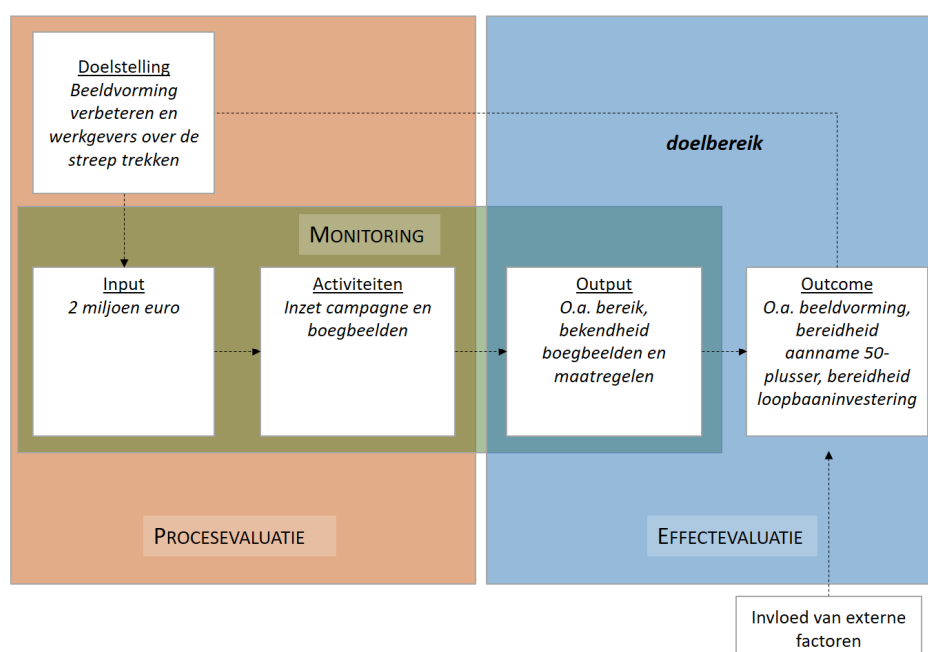 Doelstelling
Beeldvorming
verbeteren en
werkgevers over de
streep trekken
doelbereik
MONITORING
Input
2 miljoen euro
Activiteiten
Inzet campagne en
boegbeelden
Output
O.a. bereik,
bekendheid
boegbeelden en
maatregelen
Outcome
O.a. beeldvorming,
bereidheid
aanname 50-
plusser, bereidheid
loopbaaninvestering
PROCESEVALUATIE
EFFECTEVALUATIE
Invloed van externe
factoren